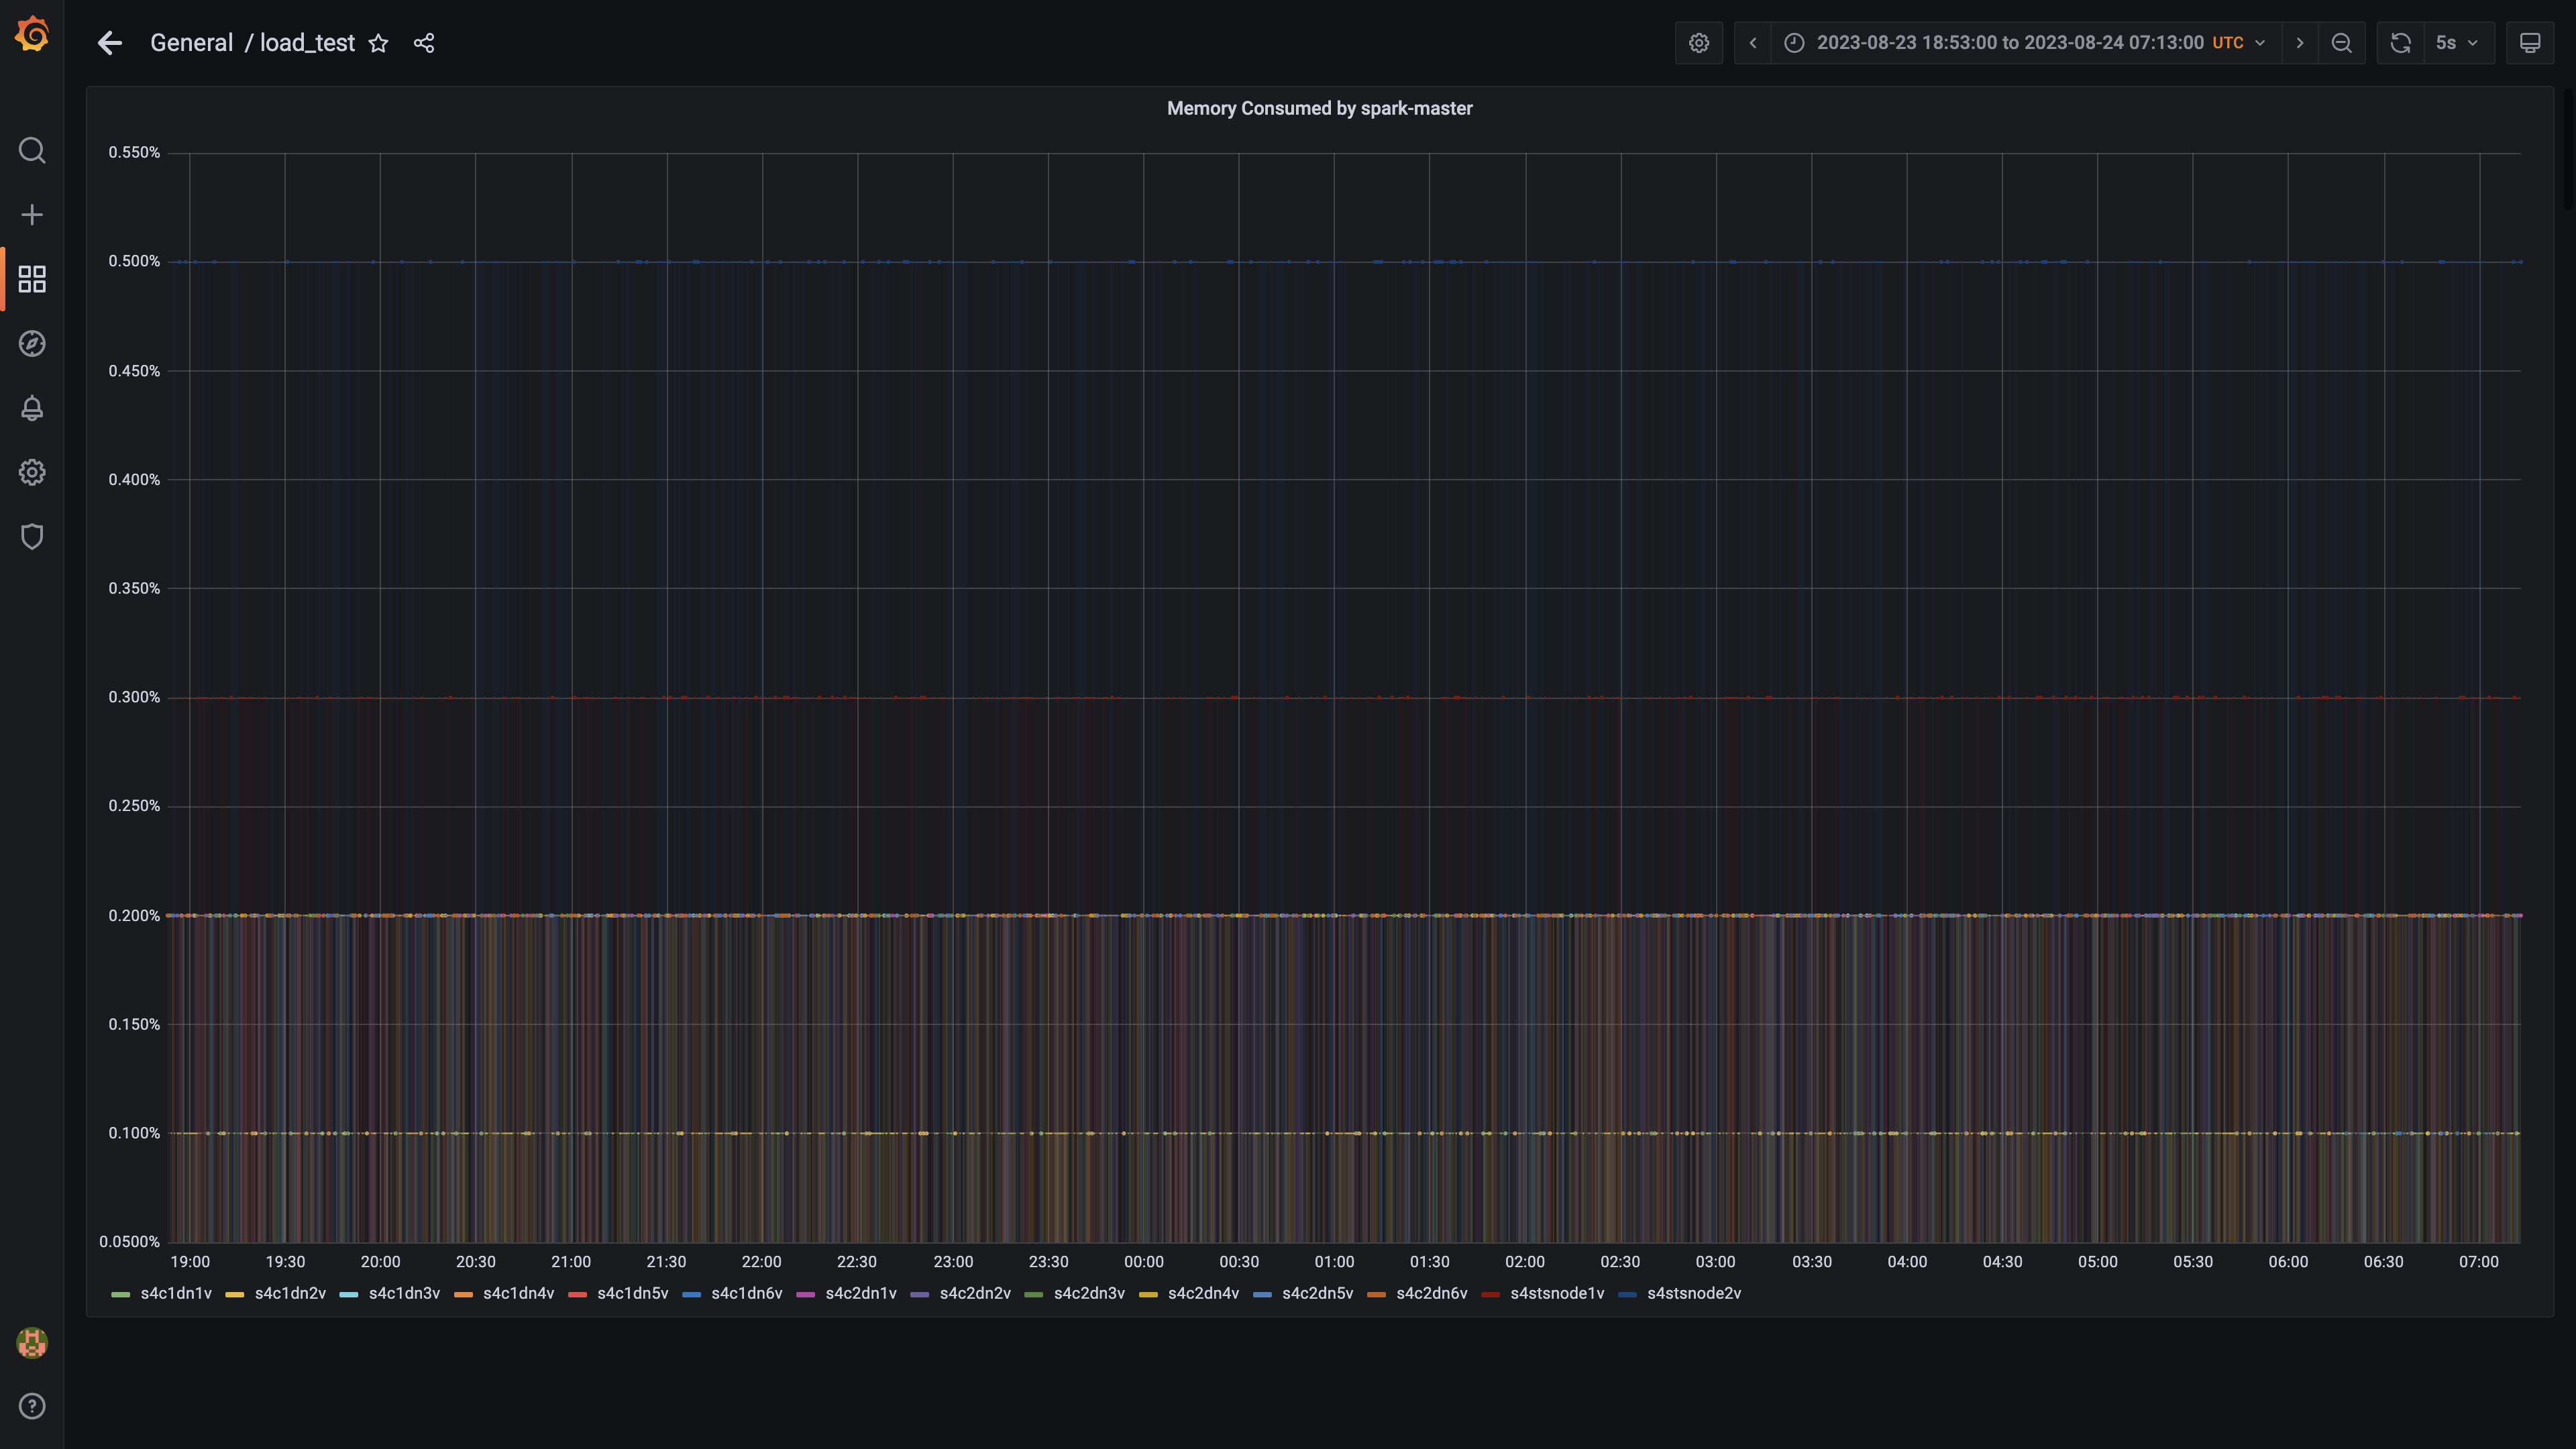 General / load_test
2023-08-23 18:53:00 to 2023-08-24 07:13:00 UTC
5s
Memory Consumed by spark-master
0.550%
0.500%
0.450%
0.400%
0.350%
0.300%
0.250%
0.200%
0.150%
0.100%
0.0500%
19:00 19:30 20:00 20:30 21:00 21:30 22:00 22:30 23:00 23:30 00:00 00:30 01:00 01:30 02:00 02:30 03:00 03:30 04:00 04:30 05:00 05:30 06:00 06:30 07:00
s4c1dn1v s4c1dn2v s4c1dn3v s4c1dn4v s4c1dn5v s4c1dn6v s4c2dn1v s4c2dn2v s4c2dn3v s4c2dn4v s4c2dn5v s4c2dn6v s4stsnode1v s4stsnode2v